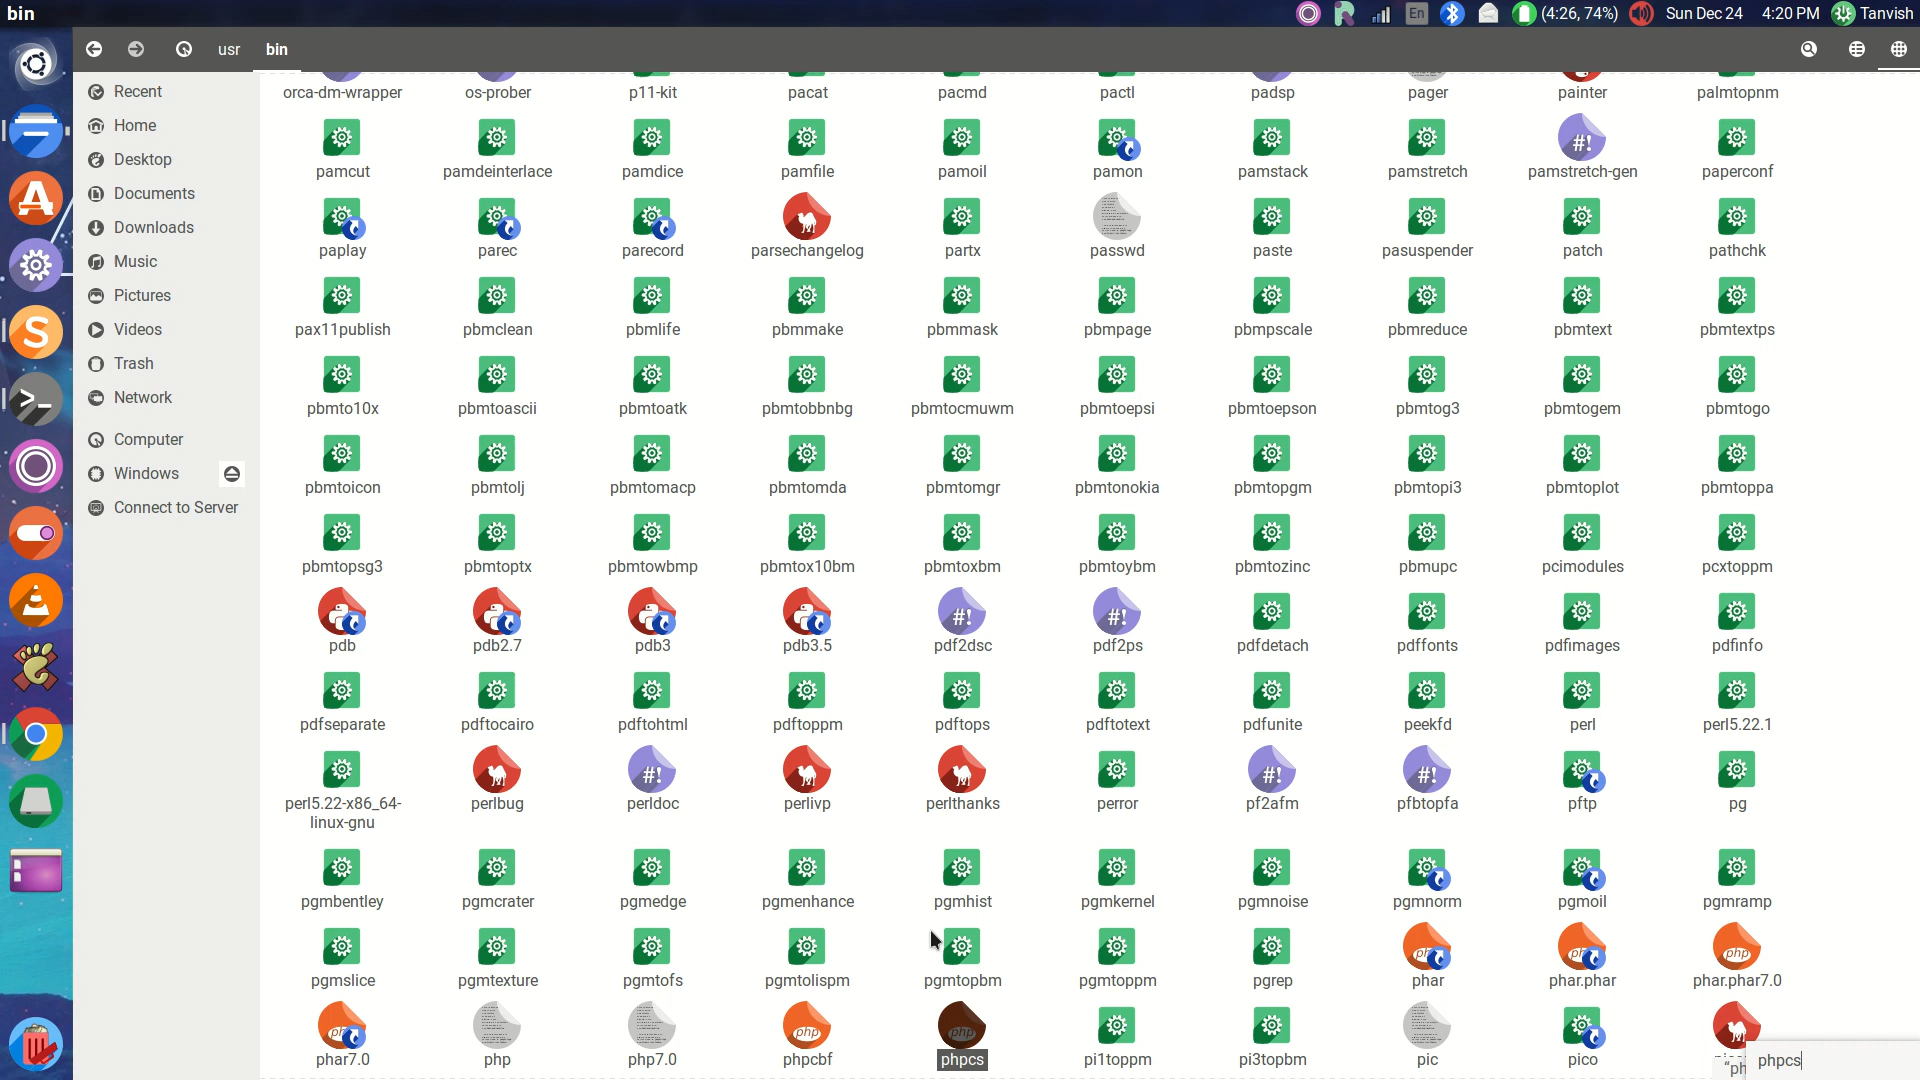 bin
En
(4:26, 74%)
Sun Dec 24
4:20 PM
Tanvish
usr
bin
Recent
Home
Desktop
Documents
Downloads
Music
Pictures
Videos
Trash
Network
Computer
Windows
Connect to Server
orca-dm-wrapper
os-prober
p11-kit
pacat
pacmd
pactl
padsp
pager
painter
palmtopnm
pamcut
pamdeinterlace
pamdice
pamfile
pamoil
pamon
pamstack
pamstretch
#!
pamstretch-gen
paperconf
paplay
parec
parecord
parsechangelog
partx
passwd
paste
pasuspender
patch
pathchk
pax11publish
pbmclean
pbmlife
pbmmake
pbmmask
pbmpage
pbmpscale
pbmreduce
pbmtext
pbmtextps
pbmto10x
pbmtoascii
pbmtoatk
pbmtobbnbg
pbmtocmuwm
pbmtoepsi
pbmtoepson
pbmtog3
pbmtogem
pbmtogo
pbmtoicon
pbmtolj
pbmtomacp
pbmtomda
pbmtomgr
pbmtonokia
pbmtopgm
pbmtopi3
pbmtoplot
pbmtoppa
pbmtopsg3
pbmtoptx
pbmtowbmp
pbmtox10bm
pbmtoxbm
pbmtoybm
pbmtozinc
pbmupc
pcimodules
pcxtoppm
pdb
pdb2.7
pdb3
pdb3.5
#!
pdf2dsc
#!
pdf2ps
pdfdetach
pdffonts
pdfimages
pdfinfo
pdfseparate
pdftocairo
pdftohtml
pdftoppm
pdftops
pdftotext
pdfunite
peekfd
perl
perl5.22.1
perl5.22-x86_64-
linux-gnu
perlbug
#!
perldoc
perlivp
perlthanks
perror
#!
pf2afm
#!
pfbtopfa
pftp
pg
pgmbentley
pgmcrater
pgmedge
pgmenhance
pgmhist
pgmkernel
pgmnoise
pgmnorm
pgmoil
pgmramp
pgmslice
pgmtexture
pgmtofs
pgmtolispm
pgmtopbm
pgmtoppm
pgrep
phar
phar.phar
php
phar.phar7.0
phar7.0
php
php7.0
php
phpcbf
php
phpcs
pi1toppm
pi3topbm
pic
pico
"ph
phpcs